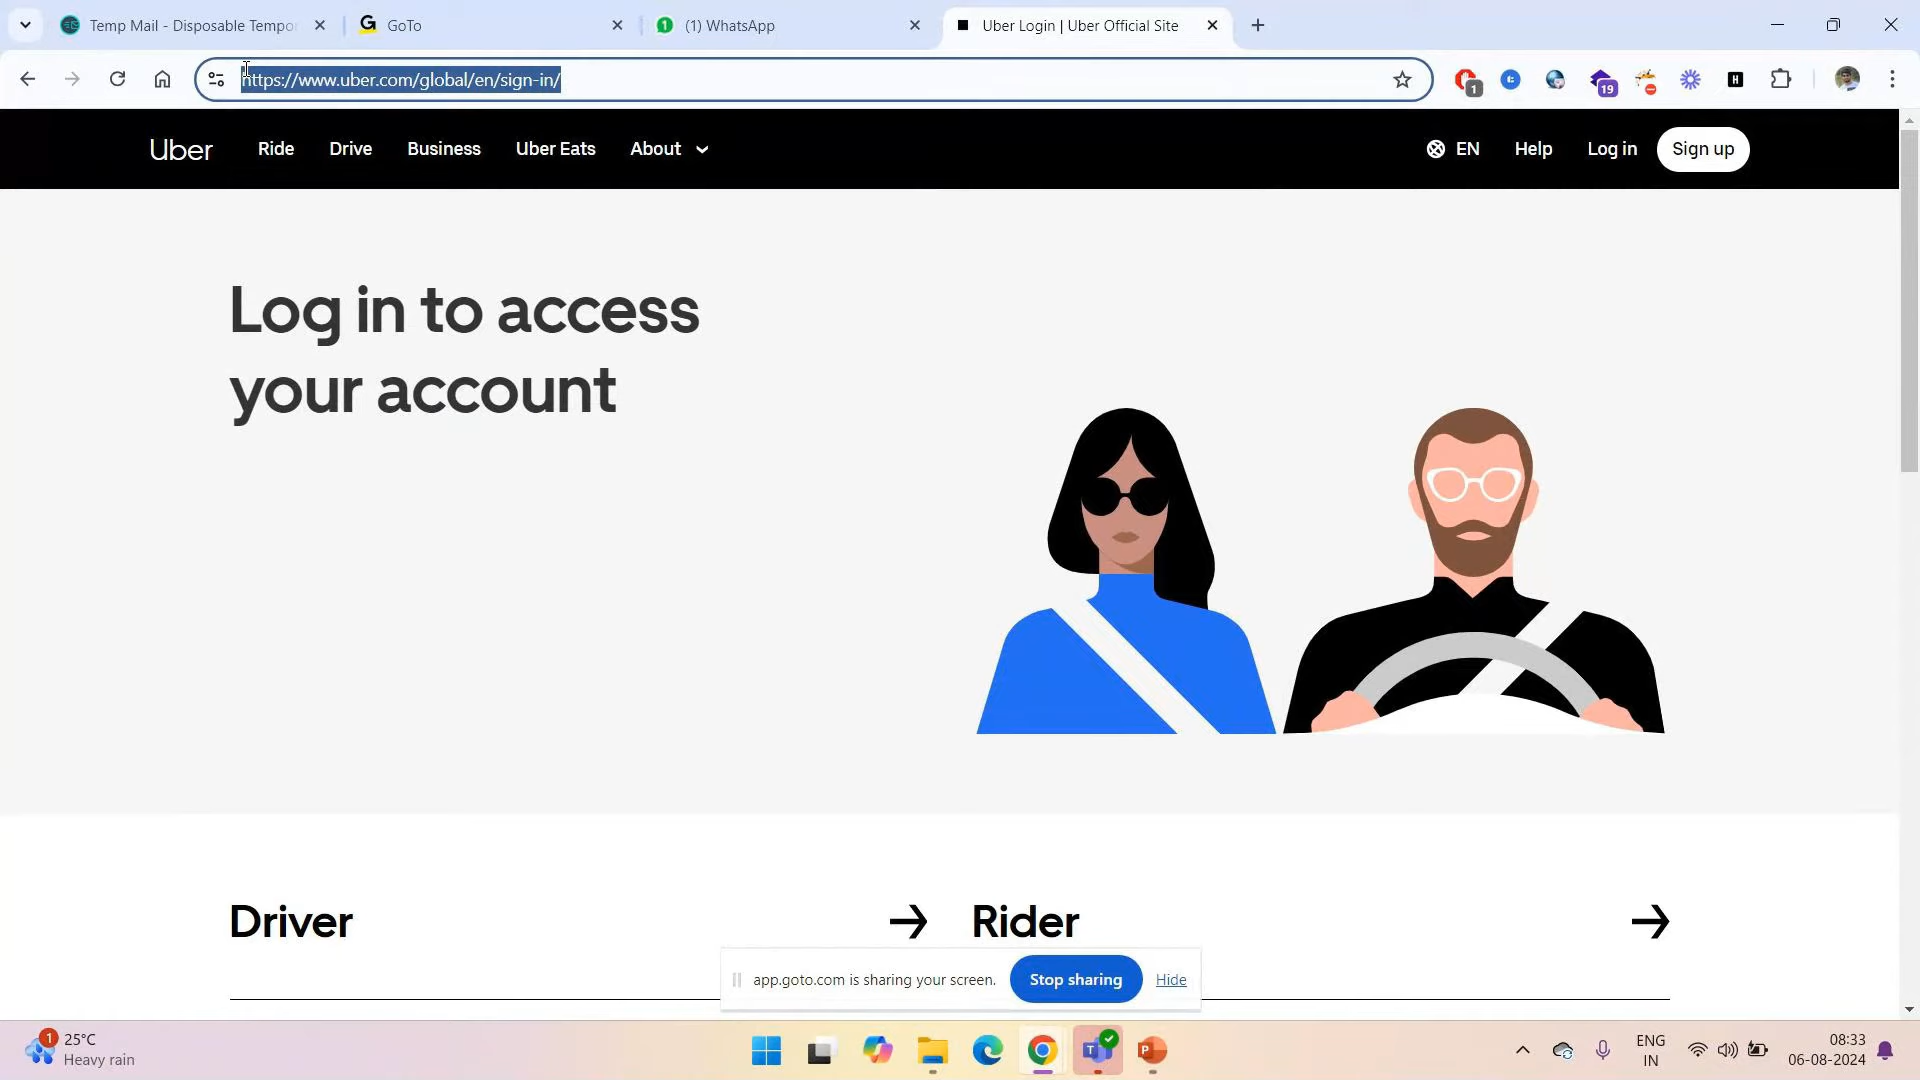 Temp Mail - Disposable Tempor
GoTo
(1) WhatsApp
Uber Login | Uber Official Site
https://www.uber.com/global/en/sign-in/
1
19
H
Uber
Ride
Drive
Business
Uber Eats
About
EN
Help
Log in
Sign up
Log in to access
your account
Driver
Rider
app.goto.com is sharing your screen.
Stop sharing
Hide
1
25°C
Heavy rain
ENG
IN
08:33
06-08-2024